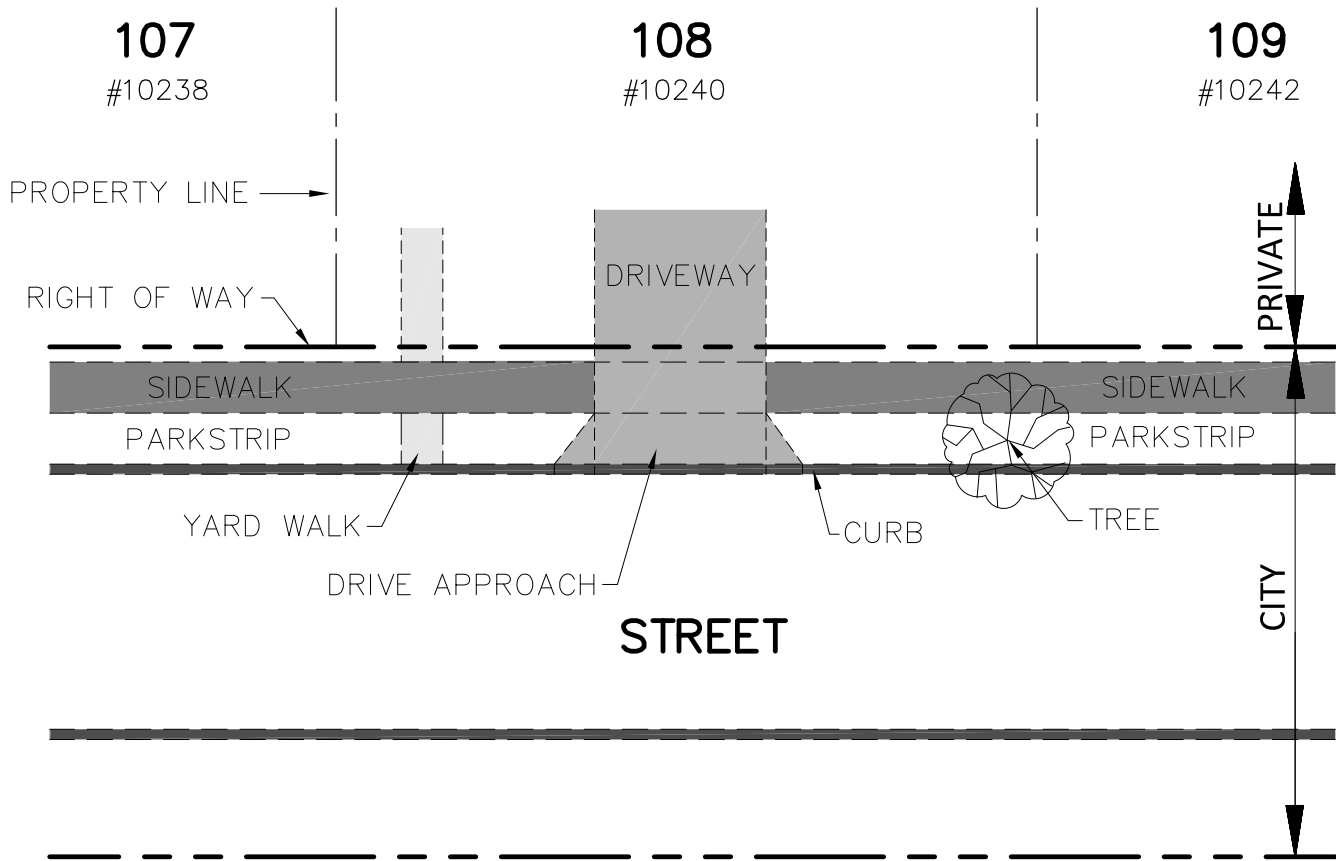 107
#10238
108
#10240
109
#10242
PROPERTY LINE
PRIVATE
DRIVEWAY
RIGHT OF WAY
SIDEWALK
SIDEWALK
PARKSTRIP
PARKSTRIP
YARD WALK
TREE
CURB
DRIVE APPROACH
CITY
STREET